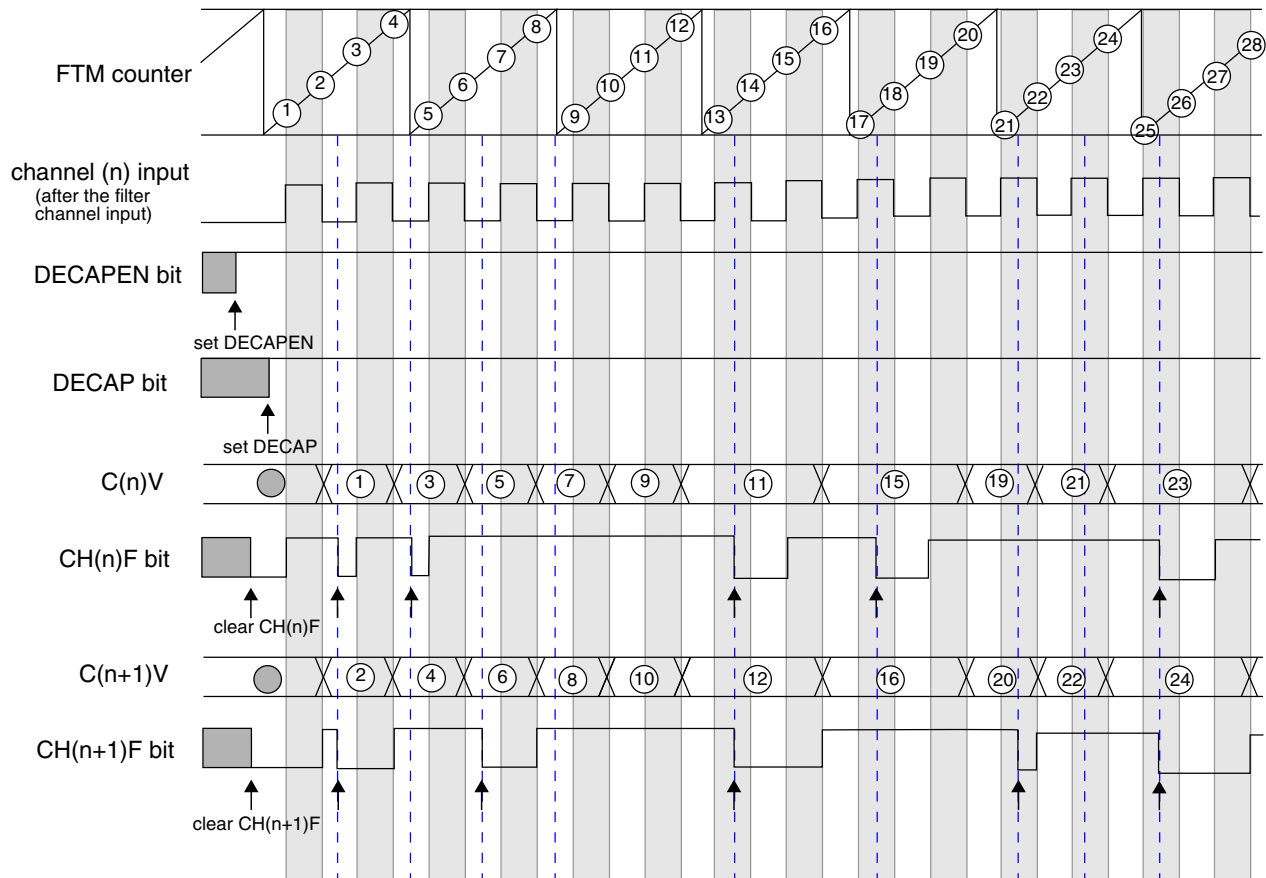 4
8
12
16
20
24
28
3
7
11
15
19
23
27
FTM counter
2
6
10
14
18
22
26
1
5
9
13
17
21
25
channel (n) input
(after the filter
channel input)
DECAPEN bit
set DECAPEN
DECAP bit
set DECAP
C(n)V
1 3 5 7 9 11 15 19 21 23
CH(n)F bit
clear CH(n)F
C(n+1)V
2 4 6 8 10 12 16 20 22 24
CH(n+1)F bit
clear CH(n+1)F